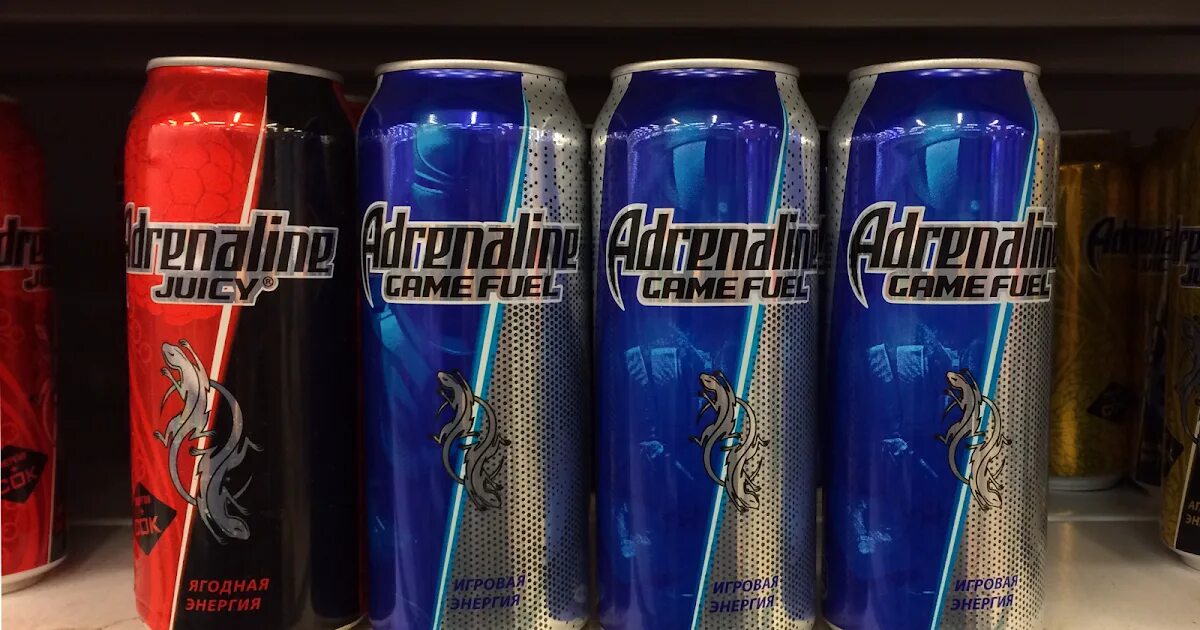 Adrenaline
JUICY®
ЯГОДНАЯ
ЭНЕРГИЯ
Adrenaline
GAME FUEL
ИГРОВАЯ
ЭНЕРГИЯ
Adrenaline
GAME FUEL
ИГРОВАЯ
ЭНЕРГИЯ
Adrenaline
GAME FUEL
ИГРОВАЯ
ЭНЕРГИЯ